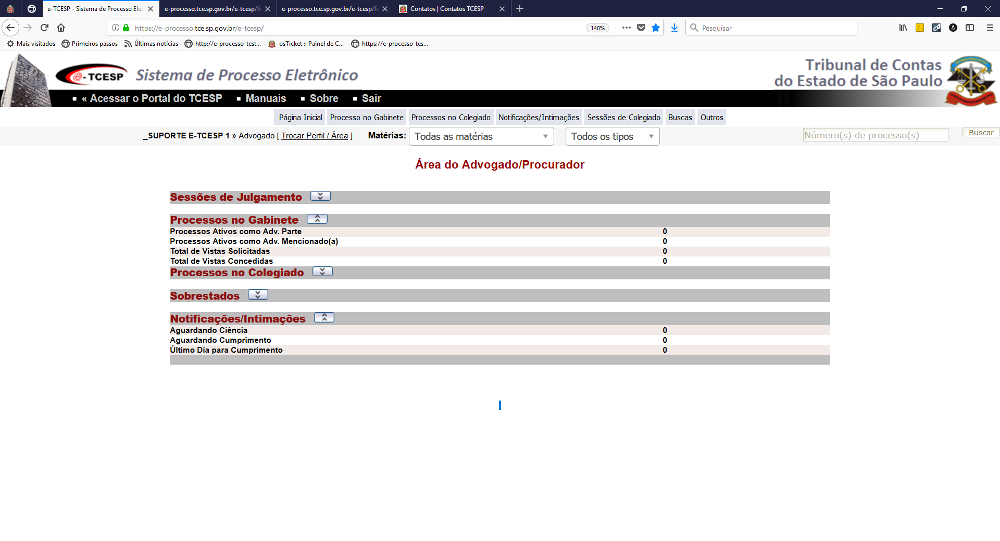 e-TCESP - Sistema de Processo Elet
e-processo.tce.sp.gov.br/e-tcesp/li
e-processo.tce.sp.gov.br/e-tcesp/li
Contatos | Contatos TCESP
https://e-processo.tce.sp.gov.br/e-tcesp/
140%
Pesquisar
Mais visitados
Primeiros passos
Últimas notícias
http://e-processo-test...
osTicket :: Painel de C...
https://e-processo-tes...
e-TCESP
Sistema de Processo Eletrônico
Tribunal de Contas
do Estado de São Paulo
« Acessar o Portal do TCESP
Manuais
Sobre
Sair
Página Inicial
Processo no Gabinete
Processos no Colegiado
Notificações/Intimações
Sessões de Colegiado
Buscas
Outros
_SUPORTE E-TCESP 1 » Advogado [ Trocar Perfil / Área ]
Matérias:
Todas as matérias
Todos os tipos
Número(s) de processo(s)
Buscar
Área do Advogado/Procurador
Sessões de Julgamento
Processos no Gabinete
Processos Ativos como Adv. Parte 0
Processos Ativos como Adv. Mencionado(a) 0
Total de Vistas Solicitadas 0
Total de Vistas Concedidas 0
Processos no Colegiado
Sobrestados
Notificações/Intimações
Aguardando Ciência 0
Aguardando Cumprimento 0
Último Dia para Cumprimento 0